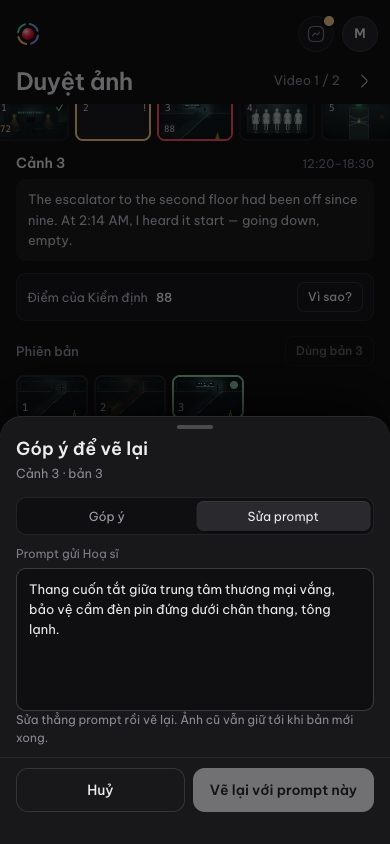 M
Duyệt ảnh
Video 1 / 2
1
2
!
3
4
5
72
88
Cảnh 3
12:20–18:30
The escalator to the second floor had been off since
nine. At 2:14 AM, I heard it start — going down,
empty.
Điểm của Kiểm định 88
Vì sao?
Phiên bản
Dùng bản 3
1
2
3
Góp ý để vẽ lại
Cảnh 3 · bản 3
Góp ý
Sửa prompt
Prompt gửi Hoạ sĩ
Thang cuốn tắt giữa trung tâm thương mại vắng,
bảo vệ cầm đèn pin đứng dưới chân thang, tông
lạnh.
Sửa thẳng prompt rồi vẽ lại. Ảnh cũ vẫn giữ tới khi bản mới
xong.
Huỷ
Vẽ lại với prompt này